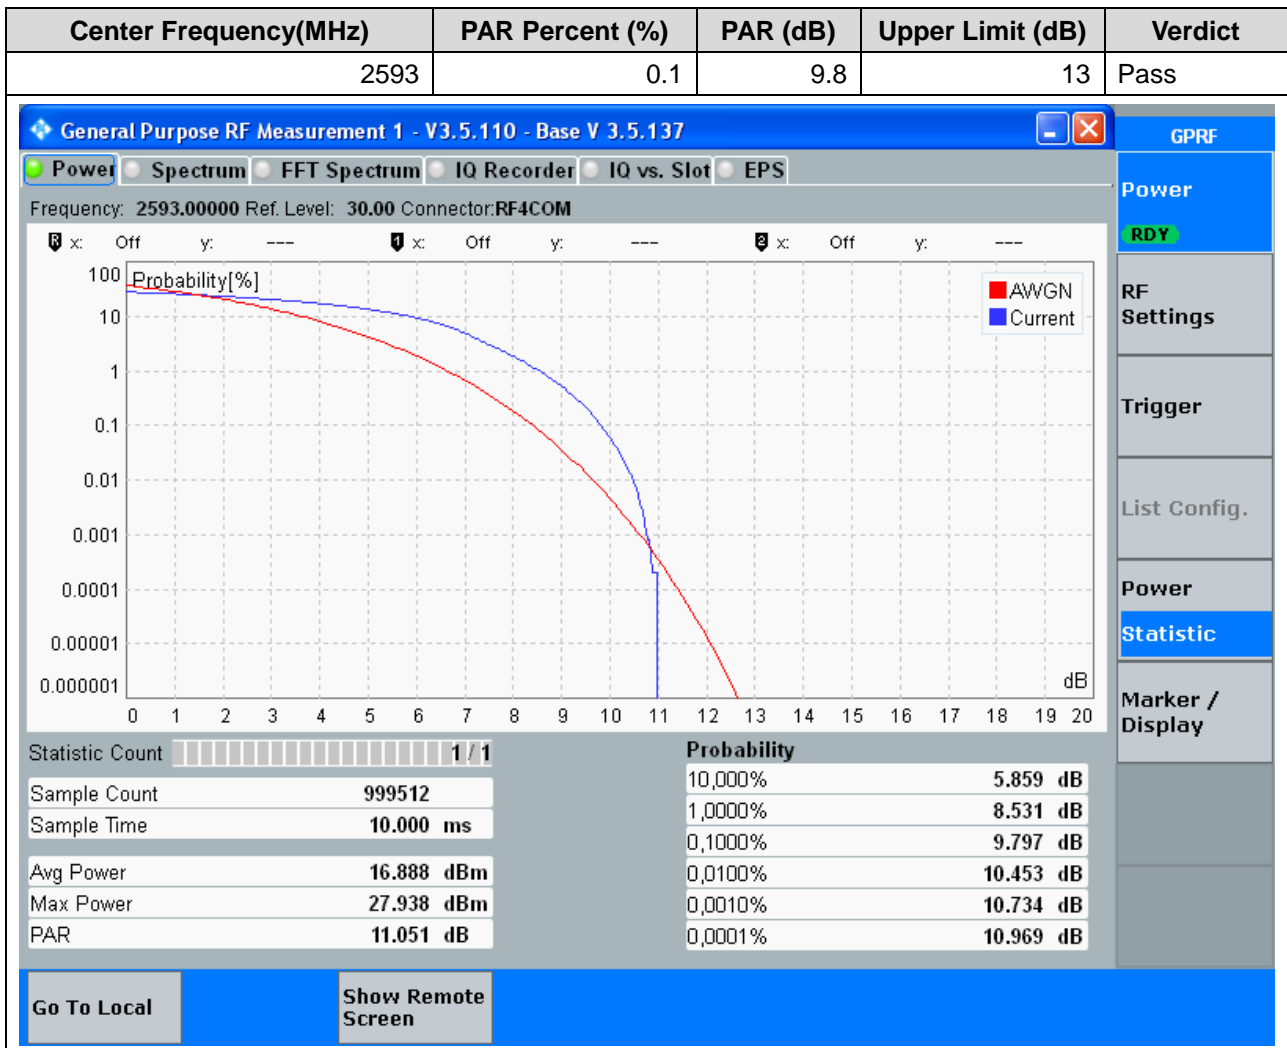 Center Frequency(MHz) PAR Percent (%) PAR (dB) Upper Limit (dB) Verdict
2593 0.1 9.8 13 Pass
General Purpose RF Measurement 1 - V3.5.110 - Base V 3.5.137
GPRF
Power Spectrum FFT Spectrum IQ Recorder IQ vs. Slot EPS
Frequency: 2593.00000 Ref. Level: 30.00 Connector:RF4COM
R x: Off y: --- 1 x: Off y: --- 2 x: Off y: ---
Probability[%]
100
10
1
0.1
0.01
0.001
0.0001
0.00001
0.000001
AWGN
Current
dB
0 1 2 3 4 5 6 7 8 9 10 11 12 13 14 15 16 17 18 19 20
Statistic Count 1 / 1
Sample Count 999512
Sample Time 10.000 ms
Avg Power 16.888 dBm
Max Power 27.938 dBm
PAR 11.051 dB
Probability
10,000% 5.859 dB
1,0000% 8.531 dB
0,1000% 9.797 dB
0,0100% 10.453 dB
0,0010% 10.734 dB
0,0001% 10.969 dB
Power
RDY
RF
Settings
Trigger
List Config.
Power
Statistic
Marker /
Display
Go To Local
Show Remote
Screen